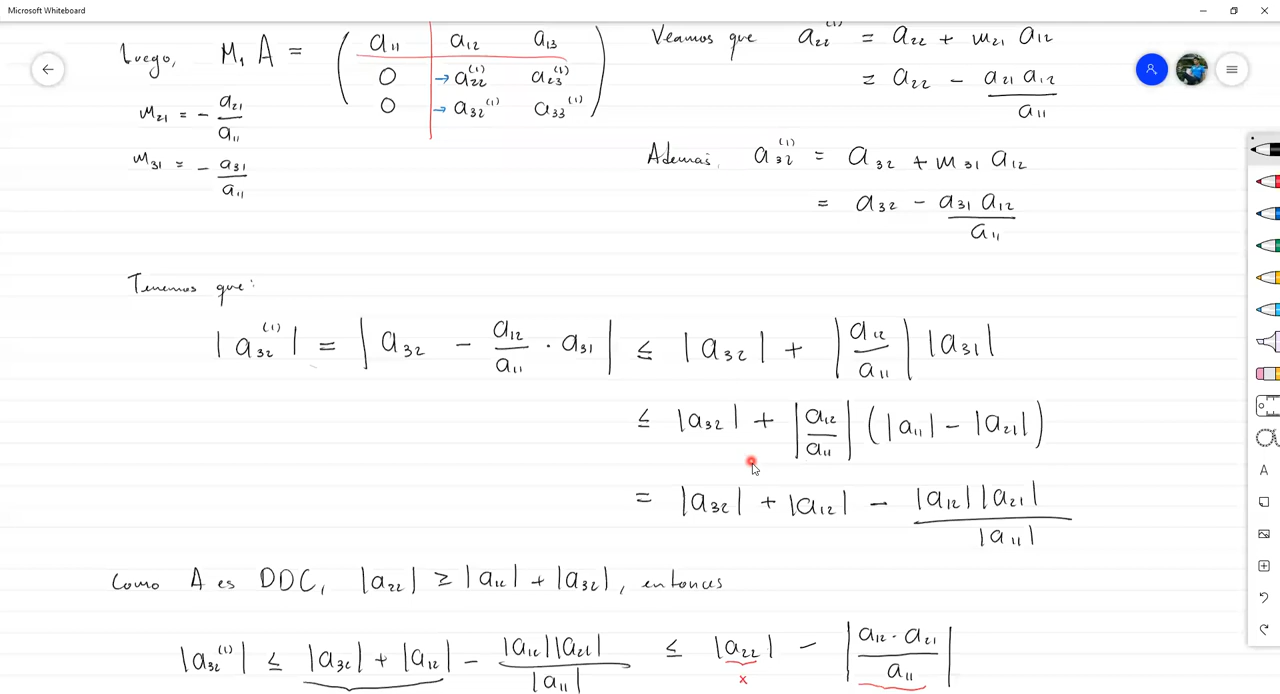 Microsoft Whiteboard
Luego, M₁ A = ( a₁₁ | a₁₂ a₁₃
0 | → a₂₂⁽¹⁾ a₂₃⁽¹⁾
0 | → a₃₂⁽¹⁾ a₃₃⁽¹⁾ )
m₂₁ = - a₂₁ / a₁₁
m₃₁ = - a₃₁ / a₁₁
Veamos que a₂₂⁽¹⁾ = a₂₂ + m₂₁ a₁₂
= a₂₂ - a₂₁ a₁₂ / a₁₁
Además, a₃₂⁽¹⁾ = a₃₂ + m₃₁ a₁₂
= a₃₂ - a₃₁ a₁₂ / a₁₁
Tenemos que:
|a₃₂⁽¹⁾| = |a₃₂ - a₁₂ / a₁₁ · a₃₁| ≤ |a₃₂| + |a₁₂ / a₁₁| |a₃₁|
≤ |a₃₂| + |a₁₂ / a₁₁| (|a₁₁| - |a₂₁|)
= |a₃₂| + |a₁₂| - |a₁₂||a₂₁| / |a₁₁|
Como A es DDC, |a₂₂| ≥ |a₁₂| + |a₃₂|, entonces
|a₃₂⁽¹⁾| ≤ |a₃₂| + |a₁₂| - |a₁₂||a₂₁| / |a₁₁| ≤ |a₂₂| - |a₁₂ · a₂₁ / a₁₁|
x
A